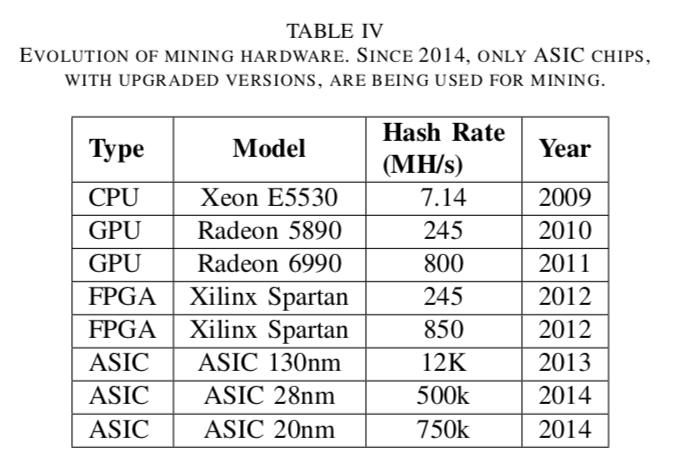 TABLE IV
EVOLUTION OF MINING HARDWARE. SINCE 2014, ONLY ASIC CHIPS,
WITH UPGRADED VERSIONS, ARE BEING USED FOR MINING.
Type Model Hash Rate (MH/s) Year
CPU Xeon E5530 7.14 2009
GPU Radeon 5890 245 2010
GPU Radeon 6990 800 2011
FPGA Xilinx Spartan 245 2012
FPGA Xilinx Spartan 850 2012
ASIC ASIC 130nm 12K 2013
ASIC ASIC 28nm 500k 2014
ASIC ASIC 20nm 750k 2014